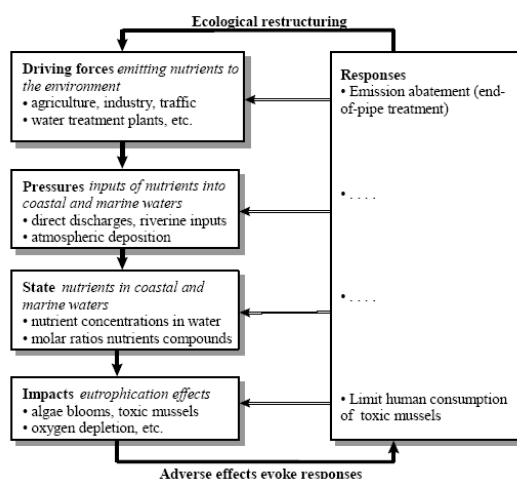 Ecological restructuring
Driving forces emitting nutrients to
the environment
• agriculture, industry, traffic
• water treatment plants, etc.
Pressures inputs of nutrients into
coastal and marine waters
• direct discharges, riverine inputs
• atmospheric deposition
State nutrients in coastal and
marine waters
• nutrient concentrations in water
• molar ratios nutrients compounds
Impacts eutrophication effects
• algae blooms, toxic mussels
• oxygen depletion, etc.
Responses
• Emission abatement (end-
of-pipe treatment)
• . . . .
• . . . .
• Limit human consumption
of toxic mussels
Adverse effects evoke responses